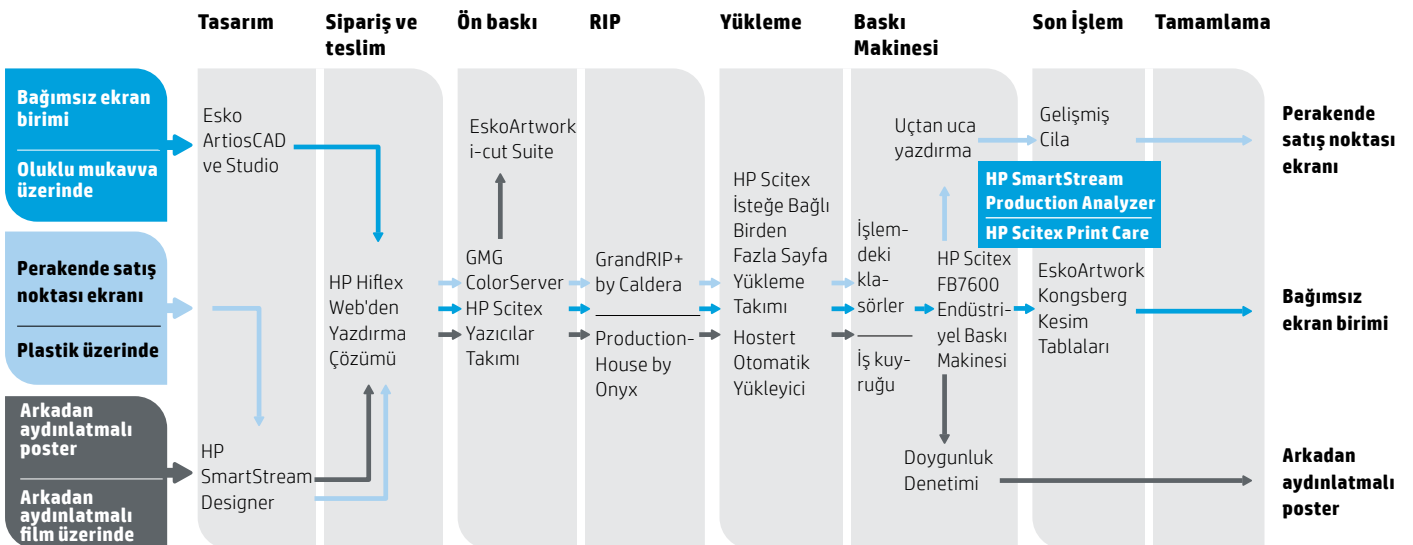 Tasarım
Sipariş ve
teslim
Ön baskı
RIP
Yükleme
Baskı
Makinesi
Son İşlem
Tamamlama
Bağımsız ekran
birimi
Oluklu mukavva
üzerinde
Perakende satış
noktası ekranı
Plastik üzerinde
Arkadan
aydınlatmalı
poster
Arkadan
aydınlatmalı
film üzerinde
Esko
ArtiosCAD
ve Studio
HP
SmartStream
Designer
HP Hiflex
Web'den
Yazdırma
Çözümü
EskoArtwork
i-cut Suite
GMG
ColorServer
HP Scitex
Yazıcılar
Takımı
GrandRIP+
by Caldera
Production-
House by
Onyx
HP Scitex
İsteğe Bağlı
Birden
Fazla Sayfa
Yükleme
Takımı
Hostert
Otomatik
Yükleyici
Uçtan uca
yazdırma
İşlem-
deki
kla-
sörler
İş kuy-
ruğu
HP Scitex
FB7600
Endüstri-
yel Baskı
Makinesi
Doygunluk
Denetimi
Gelişmiş
Cila
HP SmartStream
Production Analyzer
HP Scitex Print Care
EskoArtwork
Kongsberg
Kesim
Tablaları
Perakende
satış noktası
ekranı
Bağımsız
ekran birimi
Arkadan
aydınlatmalı
poster